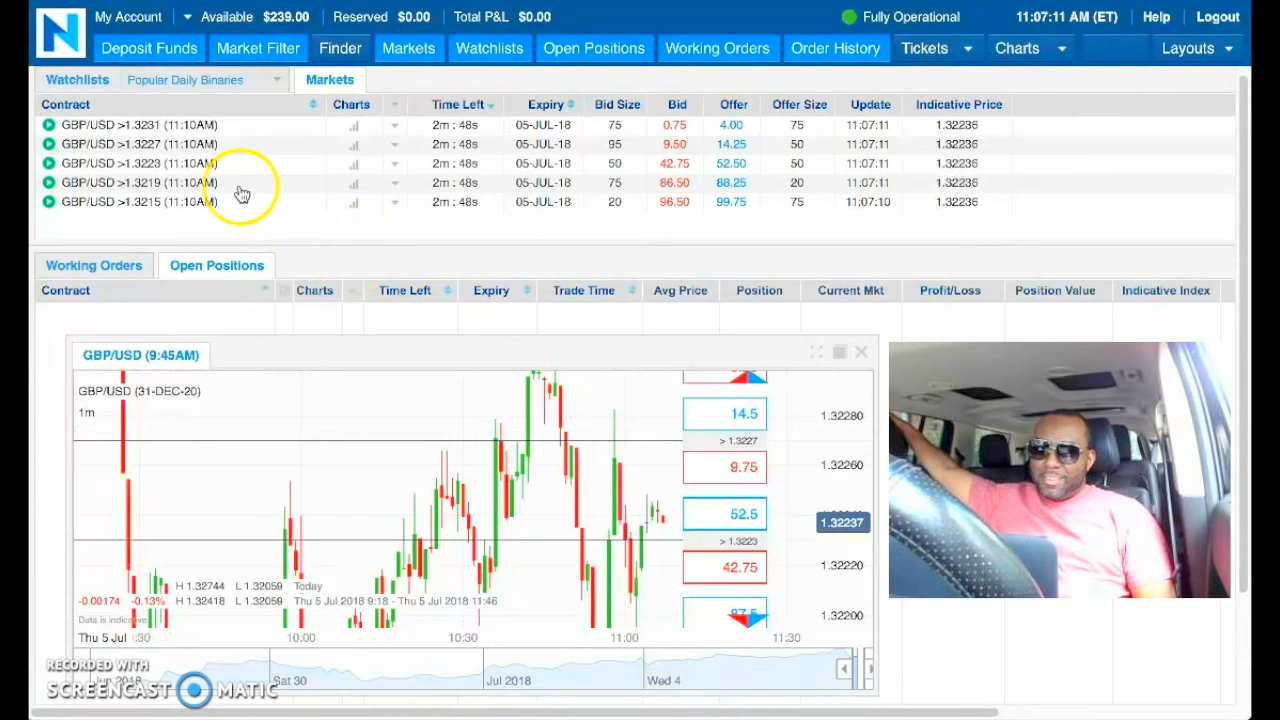 My Account Available $239.00 Reserved $0.00 Total P&L $0.00 Fully Operational 11:07:11 AM (ET) Help Logout
N
Deposit Funds Market Filter Finder Markets Watchlists Open Positions Working Orders Order History Tickets Charts Layouts
Watchlists Popular Daily Binaries Markets
Contract Charts Time Left Expiry Bid Size Bid Offer Offer Size Update Indicative Price
GBP/USD >1.3231 (11:10AM) 2m : 48s 05-JUL-18 75 0.75 4.00 75 11:07:11 1.32236
GBP/USD >1.3227 (11:10AM) 2m : 48s 05-JUL-18 95 9.50 14.25 50 11:07:11 1.32236
GBP/USD >1.3223 (11:10AM) 2m : 48s 05-JUL-18 50 42.75 52.50 50 11:07:11 1.32236
GBP/USD >1.3219 (11:10AM) 2m : 48s 05-JUL-18 75 86.50 88.25 20 11:07:11 1.32236
GBP/USD >1.3215 (11:10AM) 2m : 48s 05-JUL-18 20 96.50 99.75 75 11:07:10 1.32236
Working Orders Open Positions
Contract Charts Time Left Expiry Trade Time Avg Price Position Current Mkt Profit/Loss Position Value Indicative Index
GBP/USD (9:45AM)
GBP/USD (31-DEC-20)
1m
14.5
1.32280
> 1.3227
9.75
1.32260
52.5
1.32237
> 1.3223
42.75
1.32220
H 1.32744 L 1.32059 Today
-0.00174 -0.13% H 1.32418 L 1.32059 Thu 5 Jul 2018 9:18 - Thu 5 Jul 2018 11:46
1.32200
Data is indicative
Thu 5 Jul :30 10:00 10:30 11:00 11:30
RECORDED WITH
SCREENCAST MATIC
Sat 30 Jul 2018 Wed 4